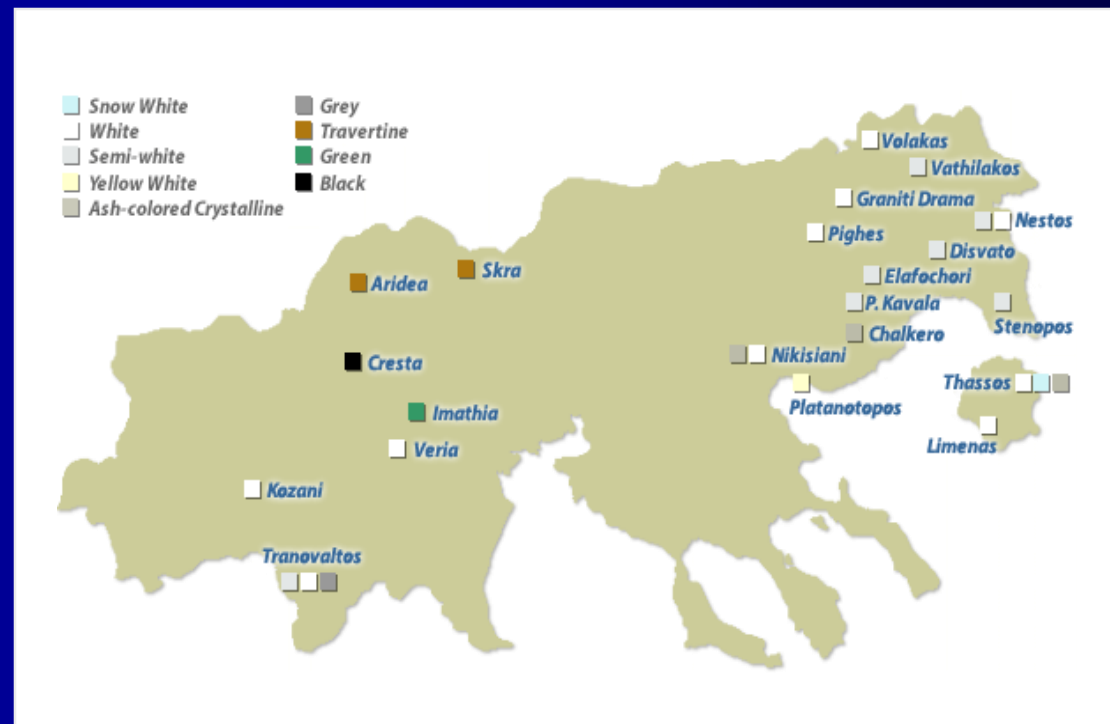 Snow White
White
Semi-white
Yellow White
Ash-colored Crystalline
Grey
Travertine
Green
Black
Volakas
Vathilakos
Graniti Drama
Nestos
Pighes
Disvato
Skra
Aridea
Elafochori
P. Kavala
Stenopos
Chalkero
Nikisiani
Cresta
Thassos
Platanotopos
Imathia
Limenas
Veria
Kozani
Tranovaltos